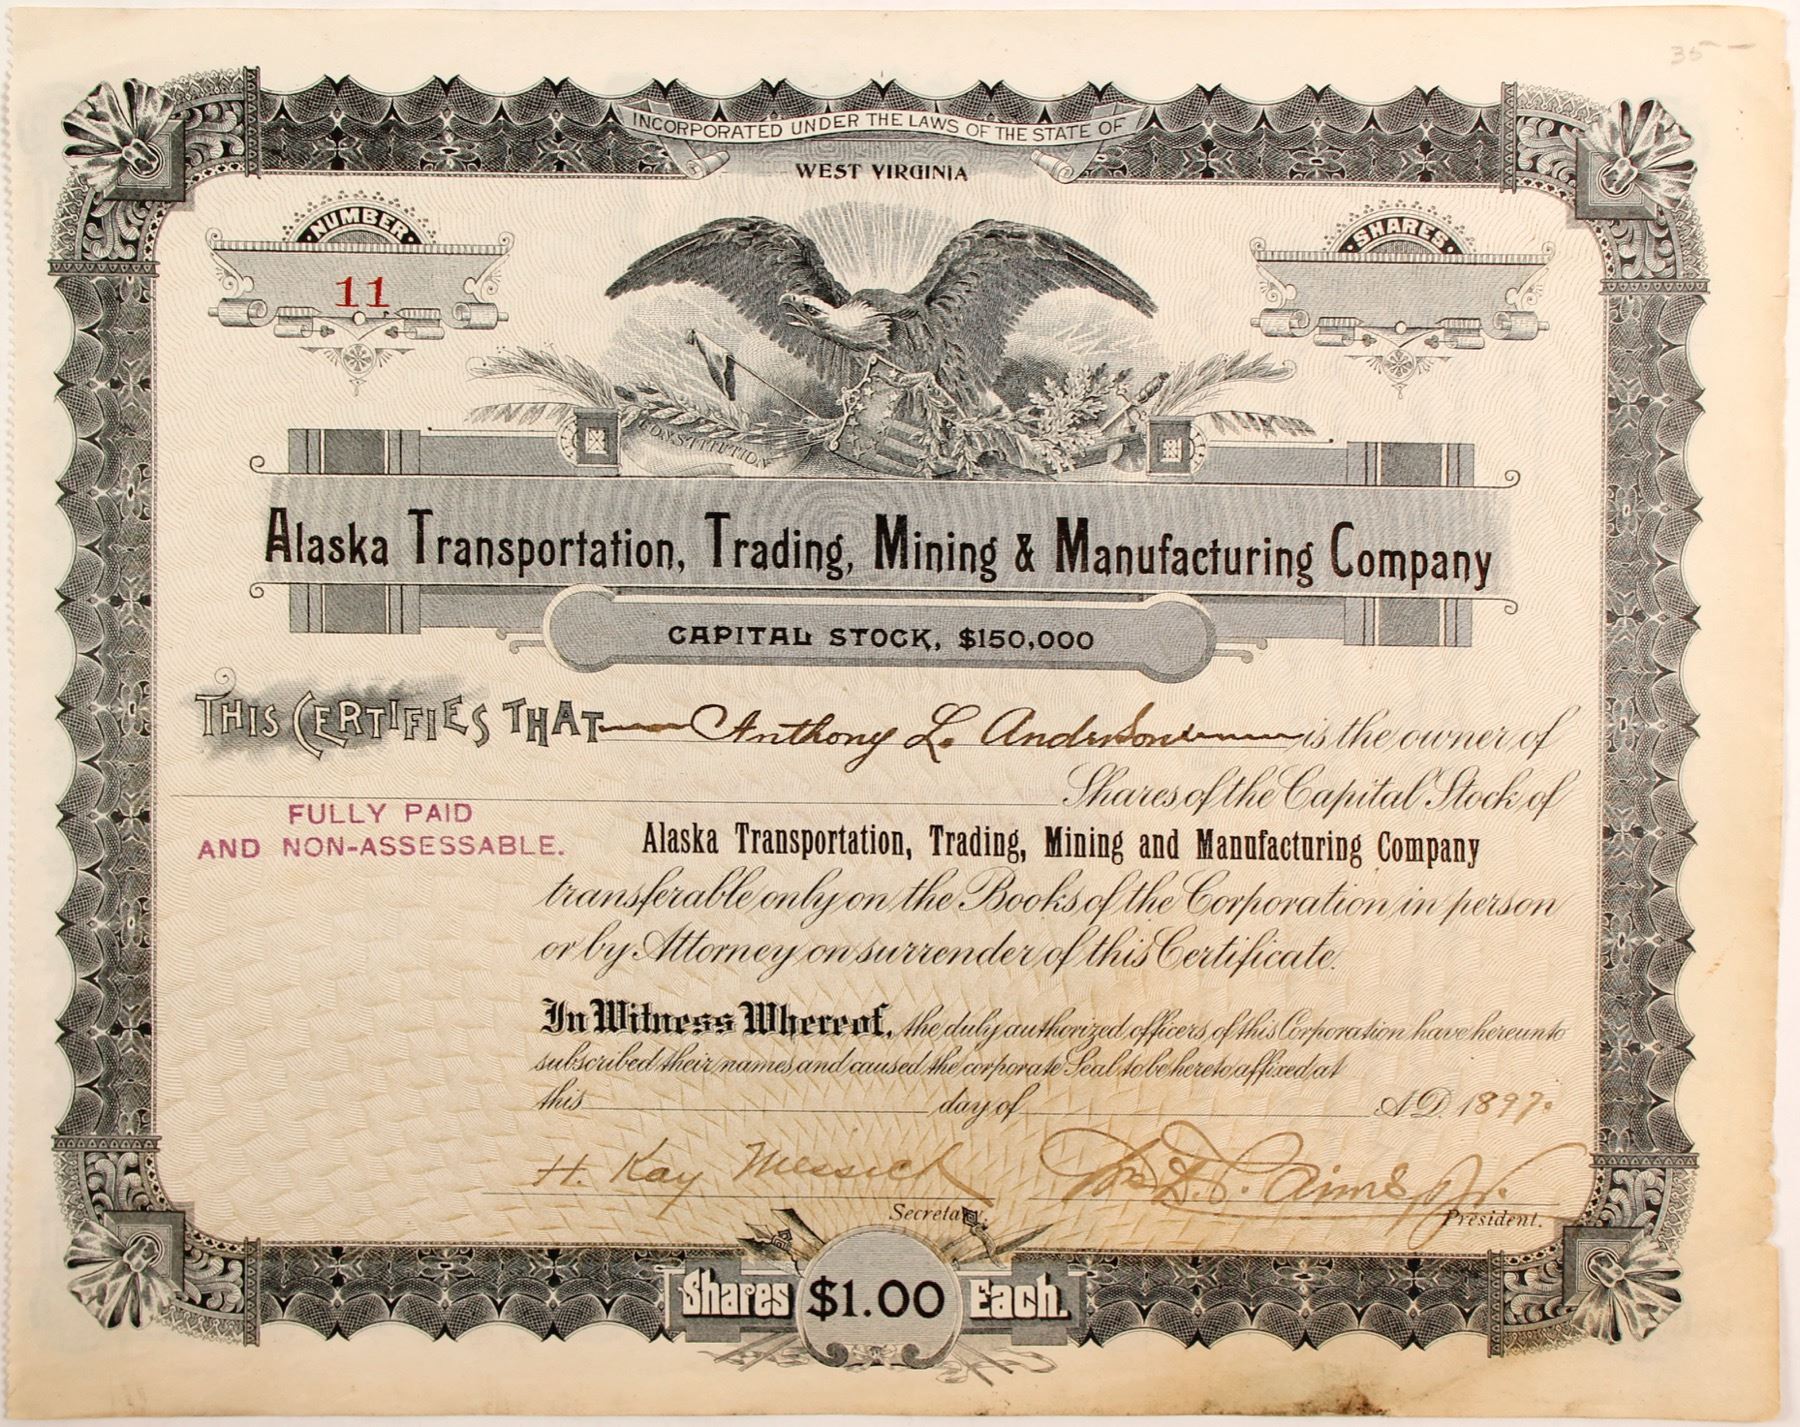 35 —
INCORPORATED UNDER THE LAWS OF THE STATE OF
WEST VIRGINIA
NUMBER
11
SHARES
CONSTITUTION
Alaska Transportation, Trading, Mining & Manufacturing Company
CAPITAL STOCK, $150,000
THIS CERTIFIES THAT Anthony L. Anderson is the owner of
Shares of the Capital Stock of
FULLY PAID
AND NON-ASSESSABLE.
Alaska Transportation, Trading, Mining and Manufacturing Company
transferable only on the Books of the Corporation in person
or by Attorney on surrender of this Certificate.
In Witness Whereof, the duly authorized officers of this Corporation have hereunto
subscribed their names and caused the corporate Seal to be hereto affixed at
this day of A.D. 1897.
H. Kay Messick
Secretary.
Jr.
President.
Shares $1.00 Each.